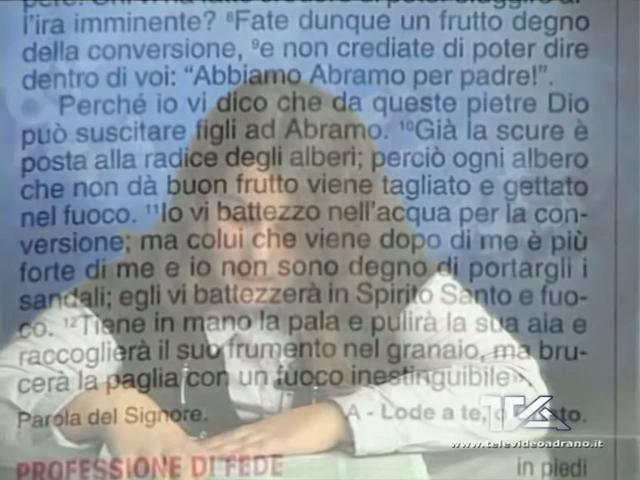 l'ira imminente? ⁸Fate dunque un frutto degno
della conversione, ⁹e non crediate di poter dire
dentro di voi: “Abbiamo Abramo per padre!”.
Perché io vi dico che da queste pietre Dio
può suscitare figli ad Abramo. ¹⁰Già la scure è
posta alla radice degli alberi; perciò ogni albero
che non dà buon frutto viene tagliato e gettato
nel fuoco. ¹¹Io vi battezzo nell'acqua per la con-
versione; ma colui che viene dopo di me è più
forte di me e io non sono degno di portargli i
sandali; egli vi battezzerà in Spirito Santo e fuo-
co. ¹²Tiene in mano la pala e pulirà la sua aia e
raccoglierà il suo frumento nel granaio, ma bru-
cerà la paglia con un fuoco inestinguibile».
Parola del Signore. A - Lode a te, o
TVA
www.televideoadrano.it
PROFESSIONE DI FEDE in piedi